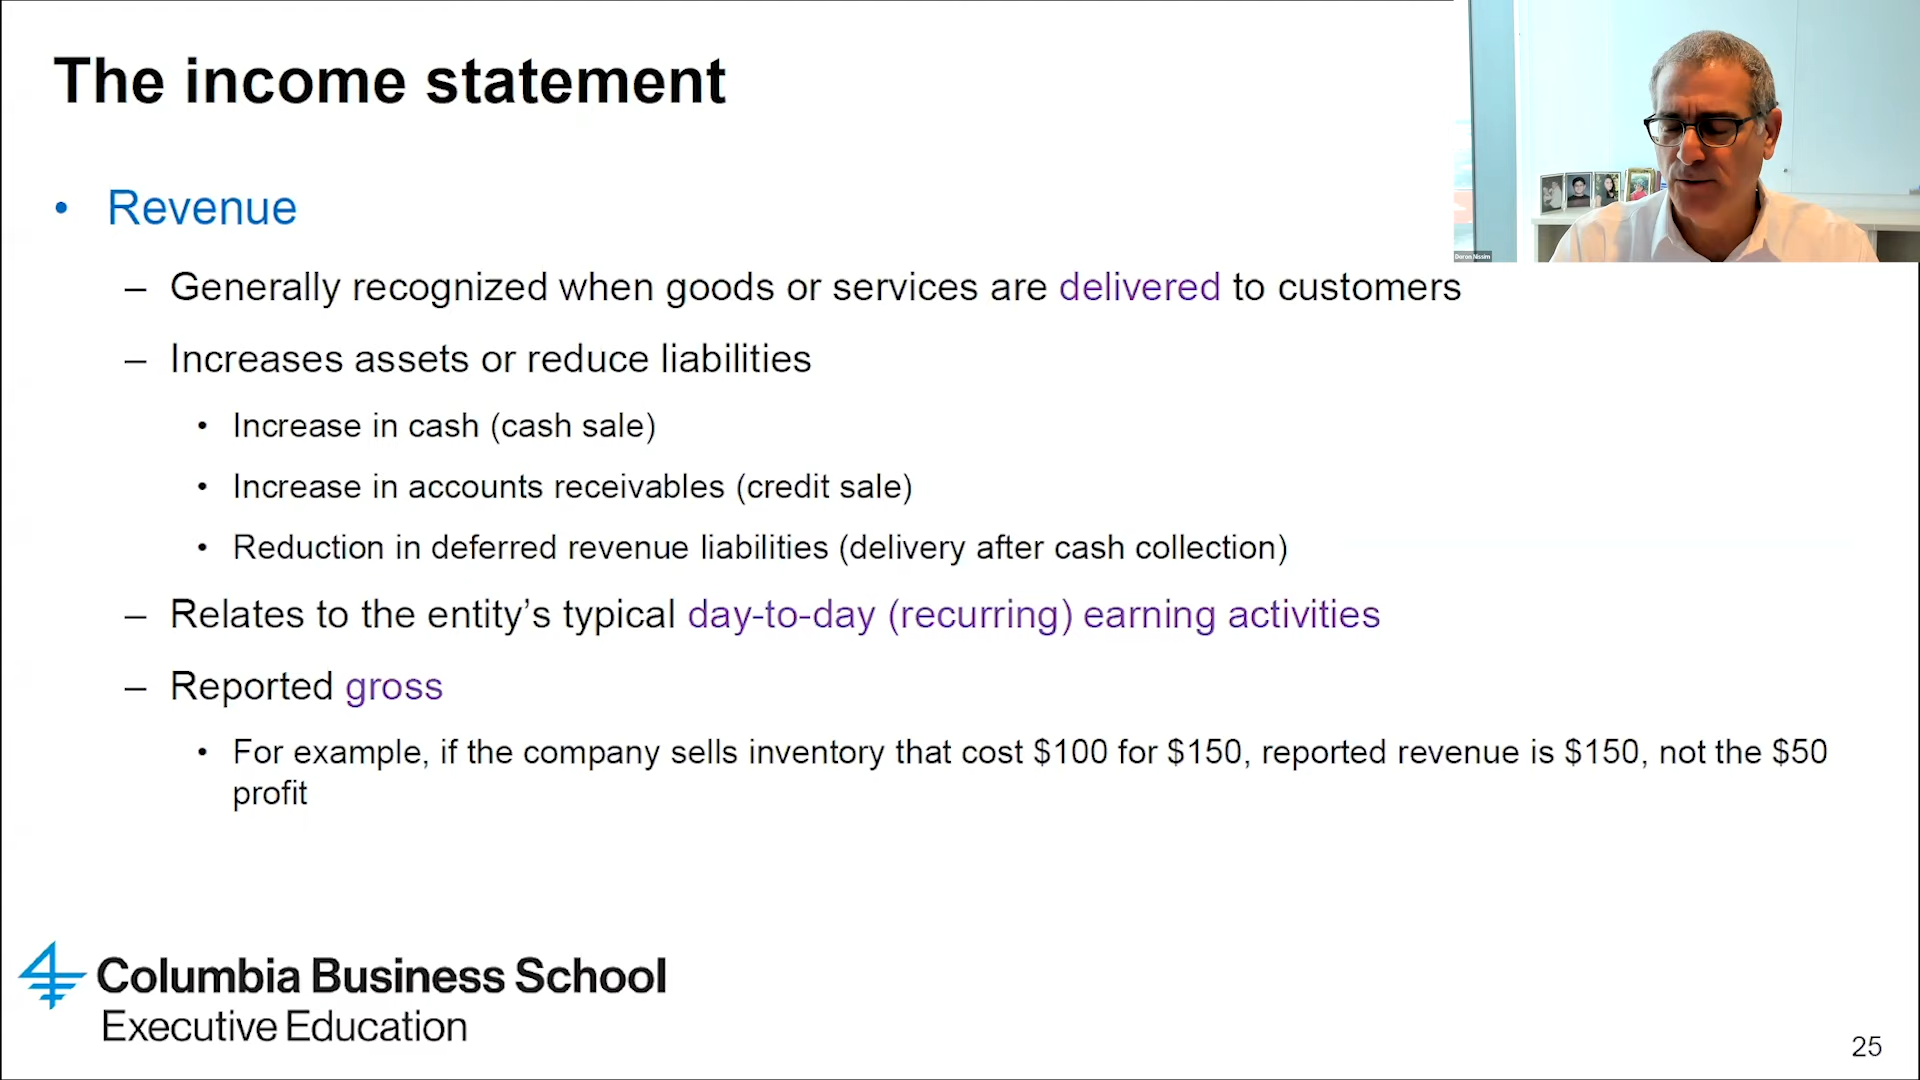 The income statement
• Revenue
– Generally recognized when goods or services are delivered to customers
– Increases assets or reduce liabilities
• Increase in cash (cash sale)
• Increase in accounts receivables (credit sale)
• Reduction in deferred revenue liabilities (delivery after cash collection)
– Relates to the entity’s typical day-to-day (recurring) earning activities
– Reported gross
• For example, if the company sells inventory that cost $100 for $150, reported revenue is $150, not the $50
profit
Doron Nissim
Columbia Business School
Executive Education
25